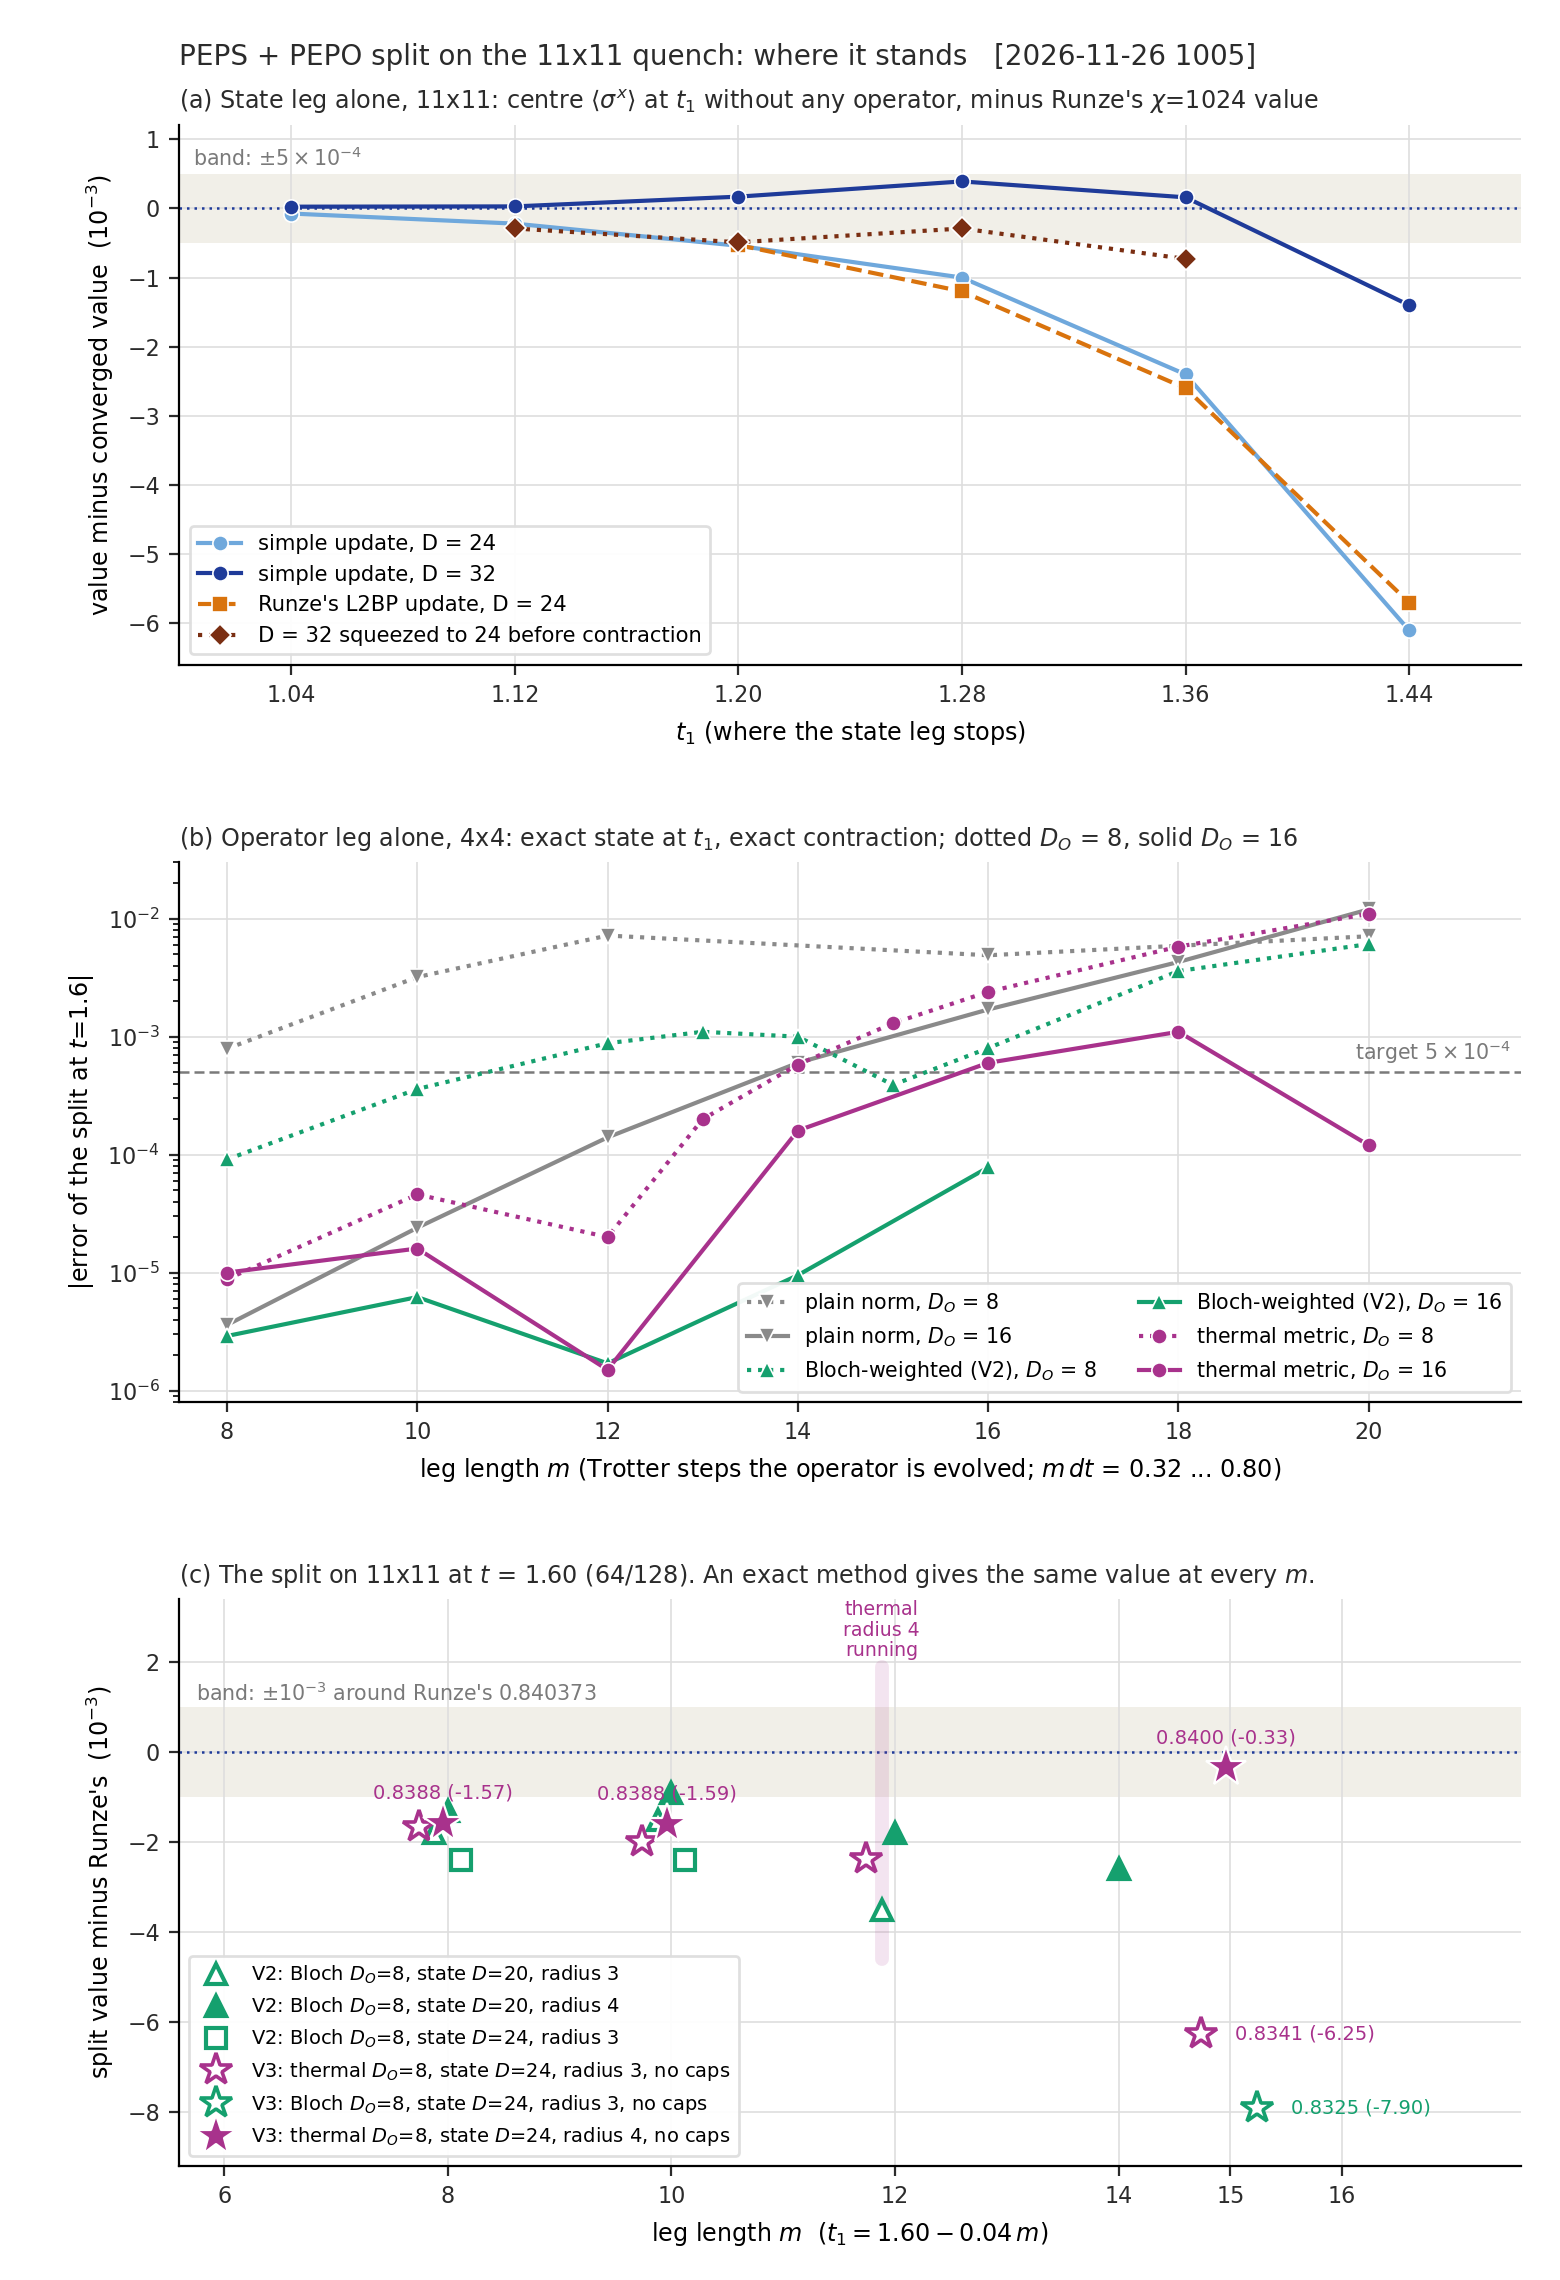 PEPS + PEPO split on the 11x11 quench: where it stands [2026-11-26 1005]
(a) State leg alone, 11x11: centre ⟨σ^x⟩ at t₁ without any operator, minus Runze's χ=1024 value
value minus converged value (10⁻³)
1
0
−1
−2
−3
−4
−5
−6
band: ±5 × 10⁻⁴
simple update, D = 24
simple update, D = 32
Runze's L2BP update, D = 24
D = 32 squeezed to 24 before contraction
1.04 1.12 1.20 1.28 1.36 1.44
t₁ (where the state leg stops)
(b) Operator leg alone, 4x4: exact state at t₁, exact contraction; dotted D_O = 8, solid D_O = 16
|error of the split at t=1.6|
10⁻²
10⁻³
10⁻⁴
10⁻⁵
10⁻⁶
target 5 × 10⁻⁴
plain norm, D_O = 8
plain norm, D_O = 16
Bloch-weighted (V2), D_O = 8
Bloch-weighted (V2), D_O = 16
thermal metric, D_O = 8
thermal metric, D_O = 16
8 10 12 14 16 18 20
leg length m (Trotter steps the operator is evolved; m dt = 0.32 ... 0.80)
(c) The split on 11x11 at t = 1.60 (64/128). An exact method gives the same value at every m.
split value minus Runze's (10⁻³)
2
0
−2
−4
−6
−8
thermal
radius 4
running
band: ±10⁻³ around Runze's 0.840373
0.8400 (-0.33)
0.8388 (-1.57)
0.8388 (-1.59)
0.8341 (-6.25)
0.8325 (-7.90)
V2: Bloch D_O=8, state D=20, radius 3
V2: Bloch D_O=8, state D=20, radius 4
V2: Bloch D_O=8, state D=24, radius 3
V3: thermal D_O=8, state D=24, radius 3, no caps
V3: Bloch D_O=8, state D=24, radius 3, no caps
V3: thermal D_O=8, state D=24, radius 4, no caps
6 8 10 12 14 15 16
leg length m (t₁ = 1.60 − 0.04 m)